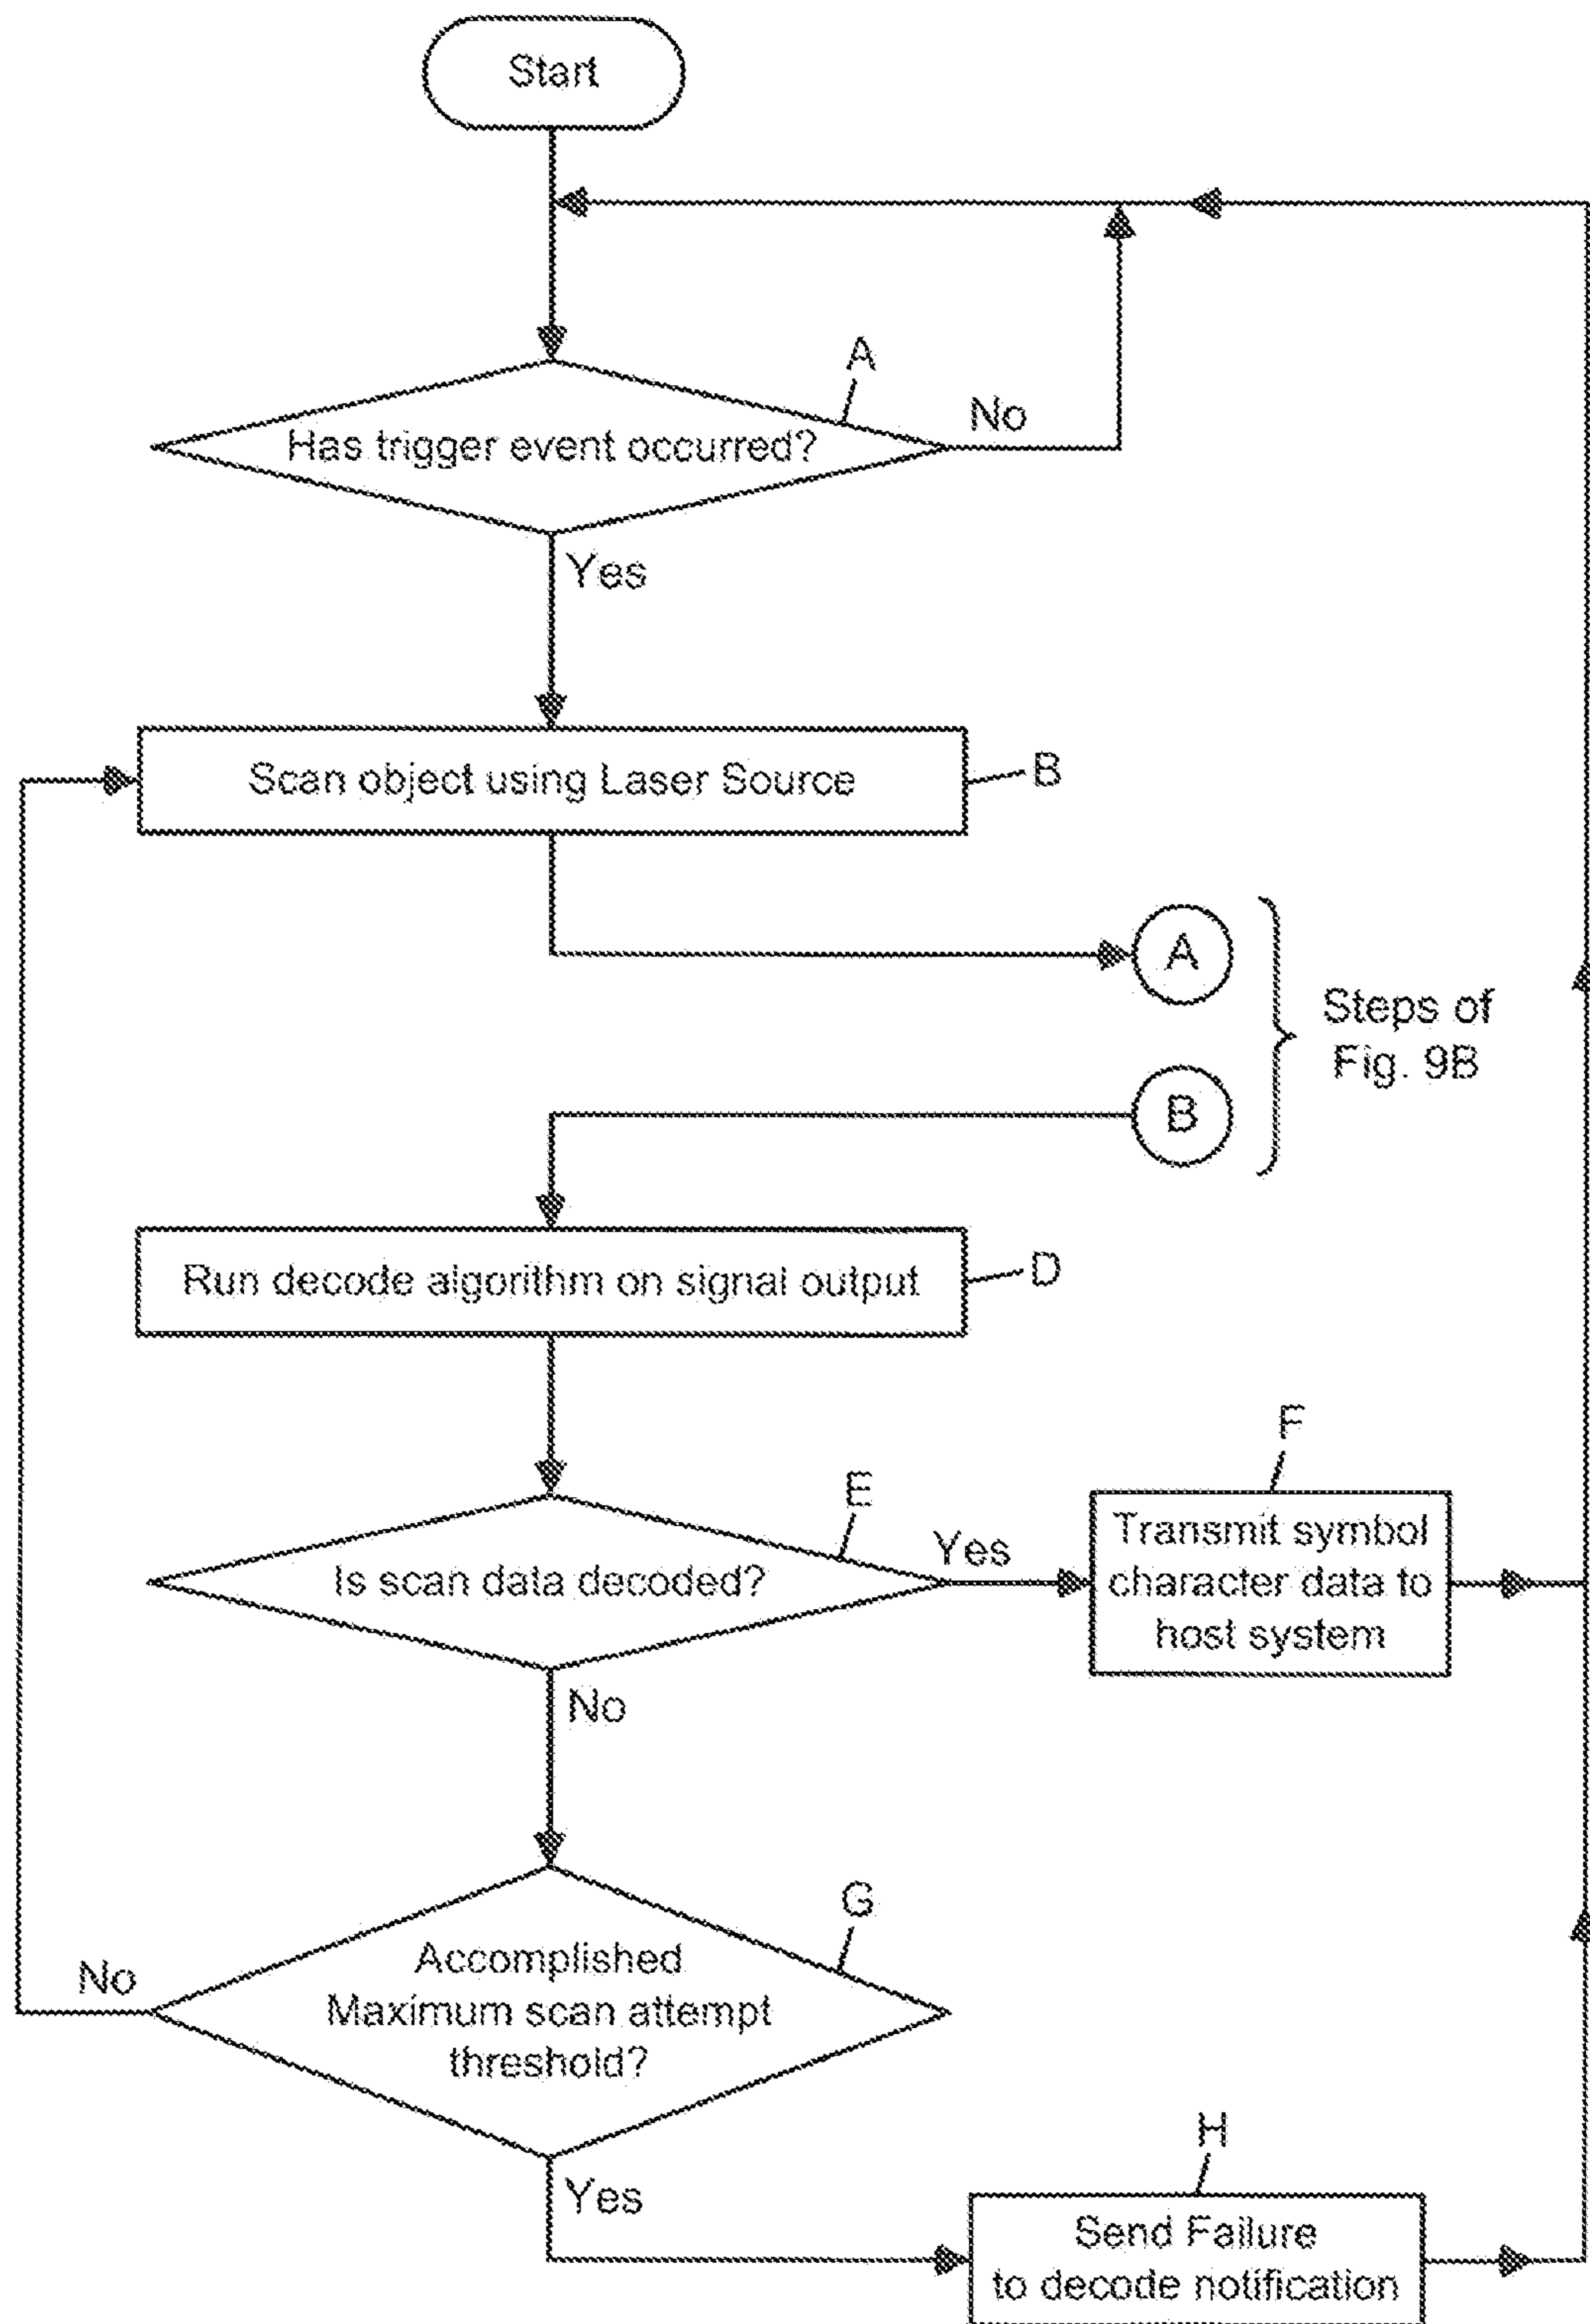 Start
A
Has trigger event occurred?
No
Yes
Scan object using Laser Source
B
A
Steps of
Fig. 9B
B
Run decode algorithm on signal output
D
E
Is scan data decoded?
Yes
F
Transmit symbol
character data to
host system
No
G
Accomplished
Maximum scan attempt
threshold?
No
Yes
H
Send Failure
to decode notification